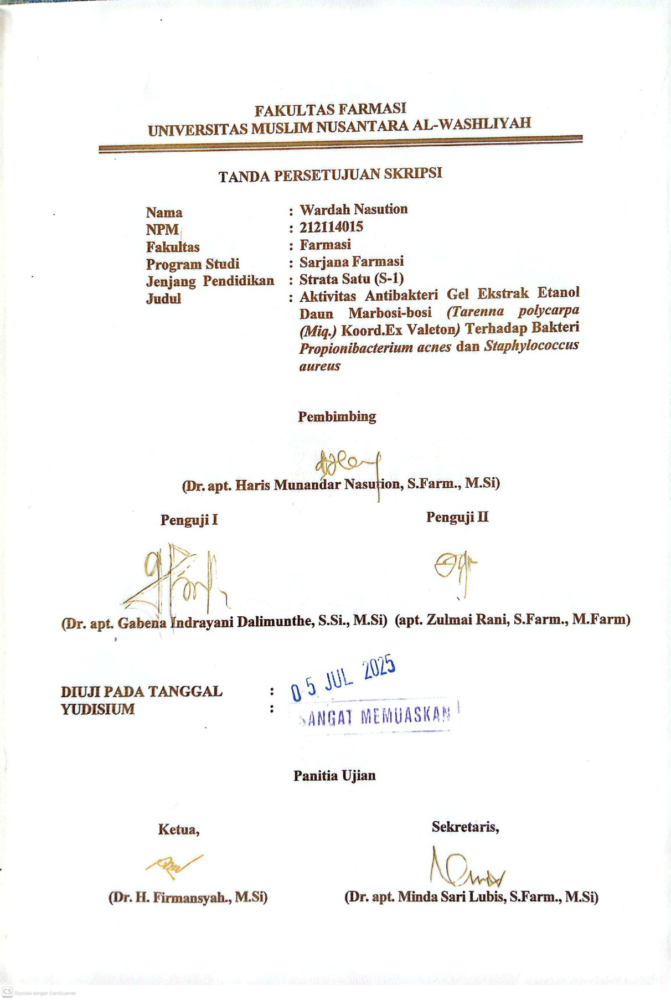 FAKULTAS FARMASI
UNIVERSITAS MUSLIM NUSANTARA AL-WASHLIYAH
TANDA PERSETUJUAN SKRIPSI
Nama : Wardah Nasution
NPM : 212114015
Fakultas : Farmasi
Program Studi : Sarjana Farmasi
Jenjang Pendidikan : Strata Satu (S-1)
Judul : Aktivitas Antibakteri Gel Ekstrak Etanol
Daun Marbosi-bosi (Tarenna polycarpa
(Miq.) Koord.Ex Valeton) Terhadap Bakteri
Propionibacterium acnes dan Staphylococcus
aureus
Pembimbing
(Dr. apt. Haris Munandar Nasution, S.Farm., M.Si)
Penguji I Penguji II
(Dr. apt. Gabena Indrayani Dalimunthe, S.Si., M.Si) (apt. Zulmai Rani, S.Farm., M.Farm)
DIUJI PADA TANGGAL : 05 JUL 2025
YUDISIUM : SANGAT MEMUASKAN
Panitia Ujian
Ketua, Sekretaris,
(Dr. H. Firmansyah., M.Si) (Dr. apt. Minda Sari Lubis, S.Farm., M.Si)
CS Dipindai dengan CamScanner